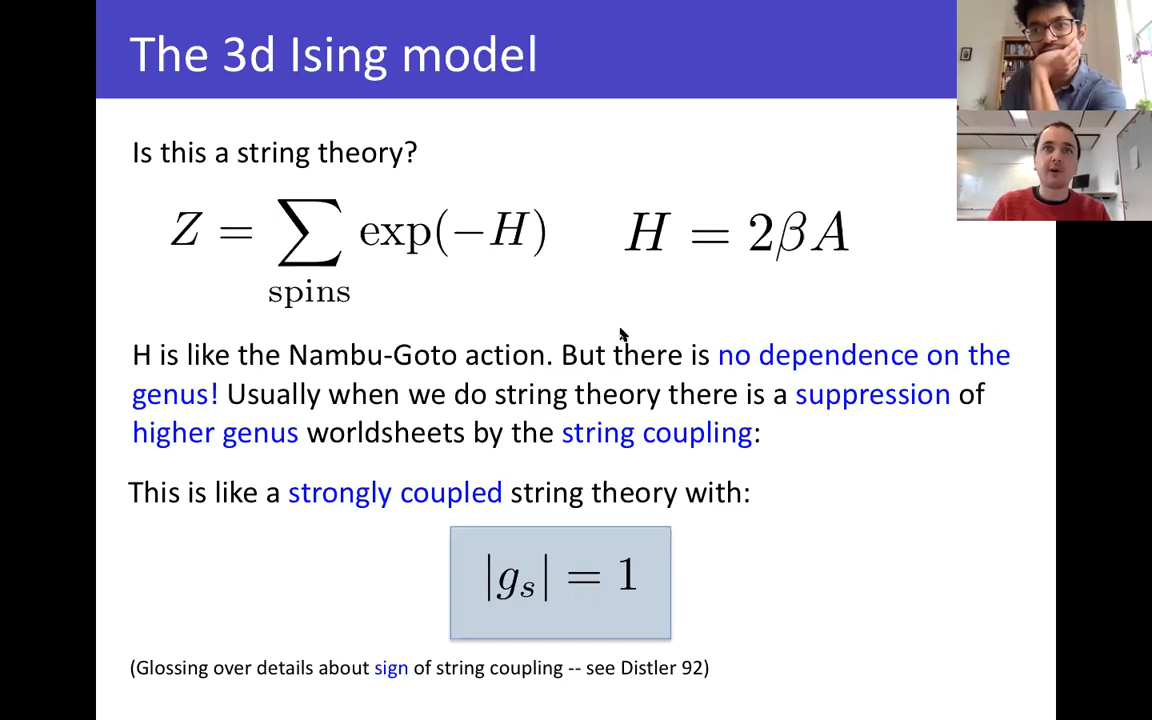 The 3d Ising model
Is this a string theory?
Z = ∑ exp(−H) H = 2βA
spins
H is like the Nambu-Goto action. But there is no dependence on the
genus! Usually when we do string theory there is a suppression of
higher genus worldsheets by the string coupling:
This is like a strongly coupled string theory with:
|g_s| = 1
(Glossing over details about sign of string coupling -- see Distler 92)